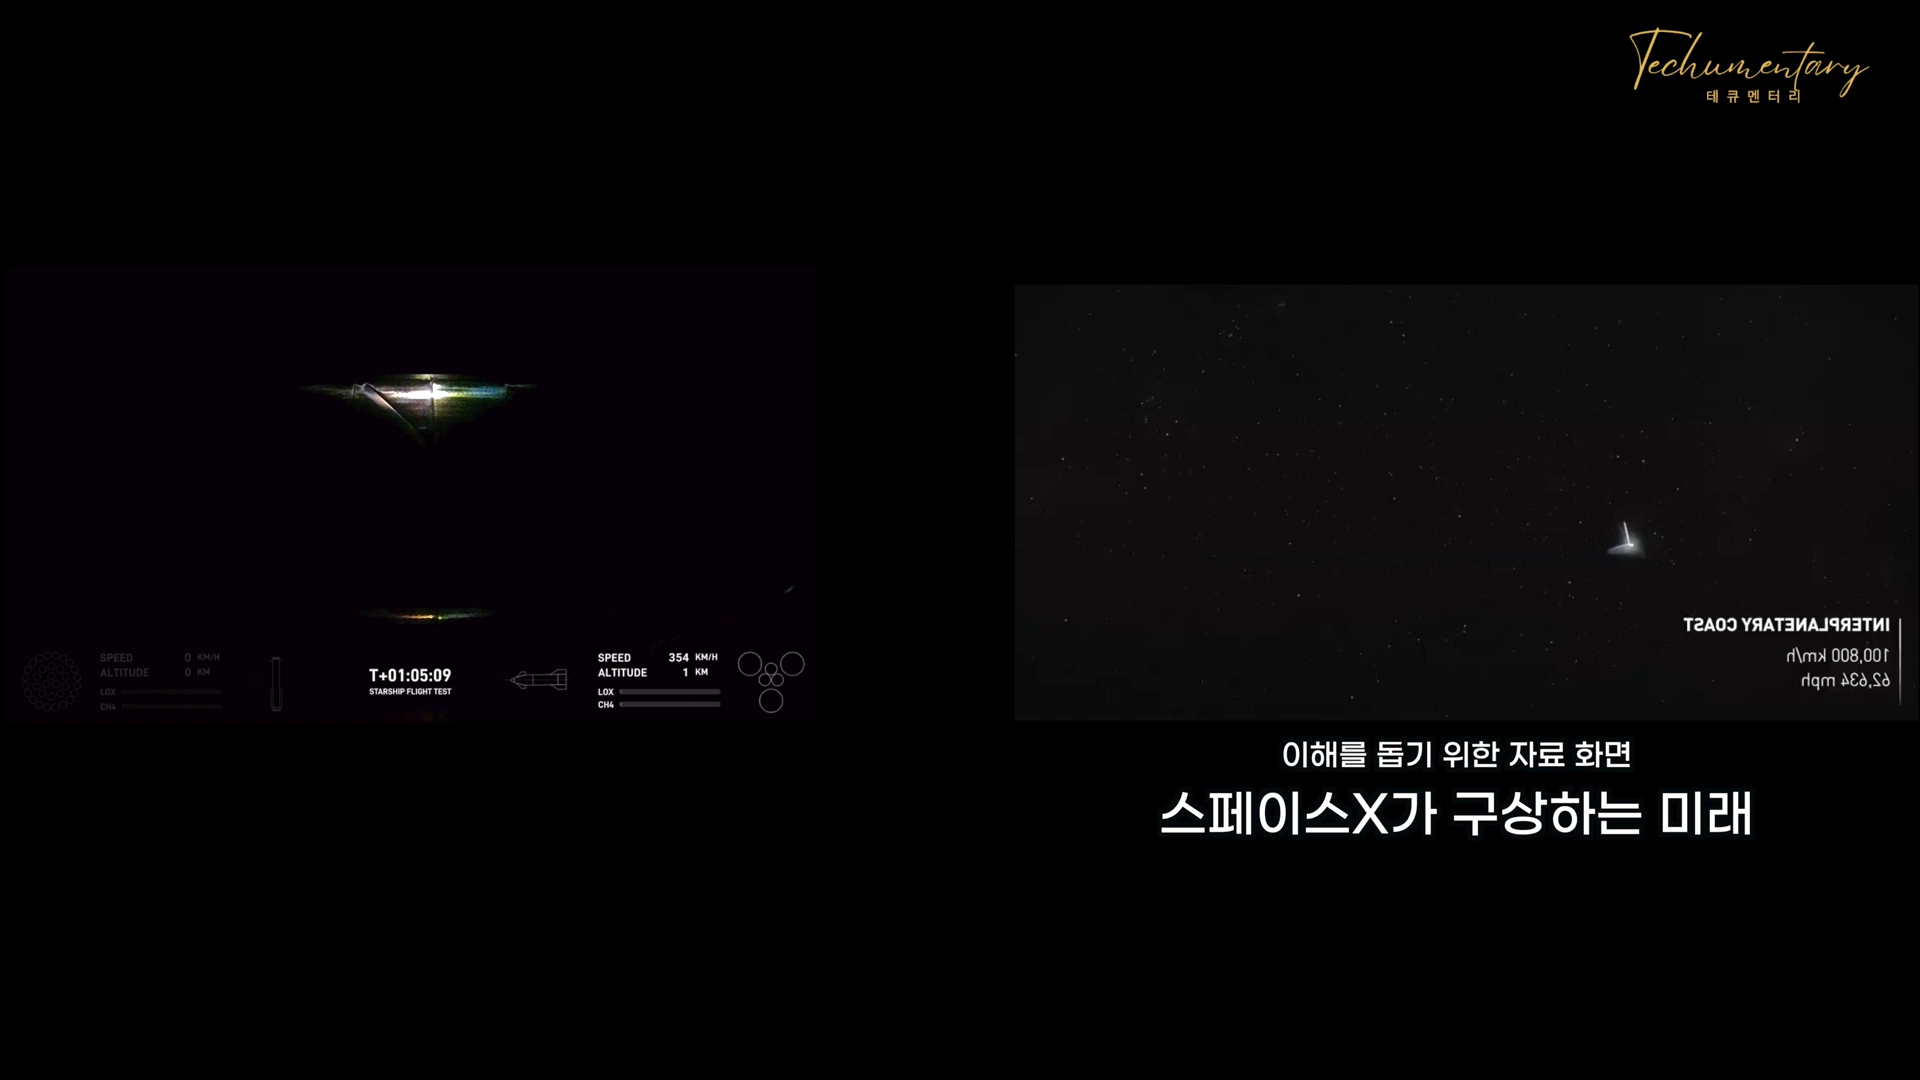 Techumentary
테큐멘터리
SPEED 0 KM/H
ALTITUDE 0 KM
LOX
CH4
T+01:05:09
STARSHIP FLIGHT TEST
SPEED 354 KM/H
ALTITUDE 1 KM
LOX
CH4
INTERPLANETARY COAST
100,800 km/h
62,634 mph
이해를 돕기 위한 자료 화면
스페이스X가 구상하는 미래